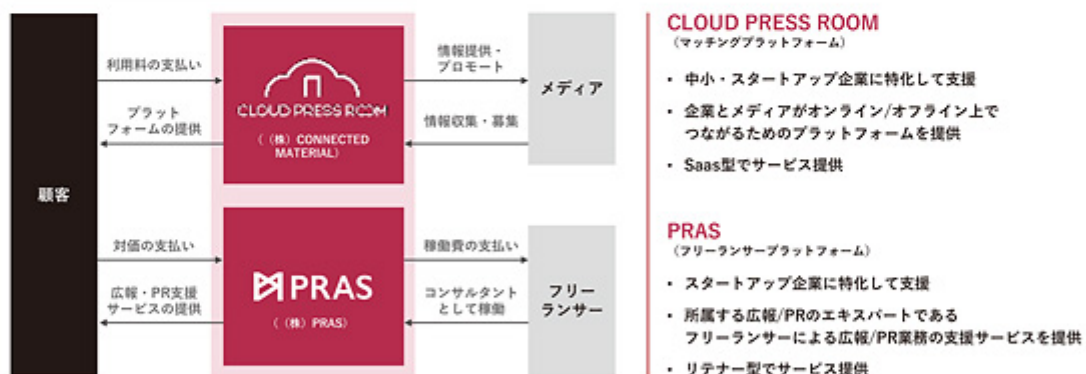 顧客
利用料の支払い
プラット
フォームの提供
CLOUD PRESS ROOM
(（株）CONNECTED
MATERIAL)
情報提供・
プロモート
情報収集・募集
メディア
対価の支払い
広報・PR支援
サービスの提供
PRAS
(（株）PRAS)
稼働費の支払い
コンサルタント
として稼働
フリー
ランサー
CLOUD PRESS ROOM
（マッチングプラットフォーム）
・ 中小・スタートアップ企業に特化して支援
・ 企業とメディアがオンライン/オフライン上で
つながるためのプラットフォームを提供
・ Saas型でサービス提供
PRAS
（フリーランサープラットフォーム）
・ スタートアップ企業に特化して支援
・ 所属する広報/PRのエキスパートである
フリーランサーによる広報/PR業務の支援サービスを提供
・ リテナー型でサービス提供